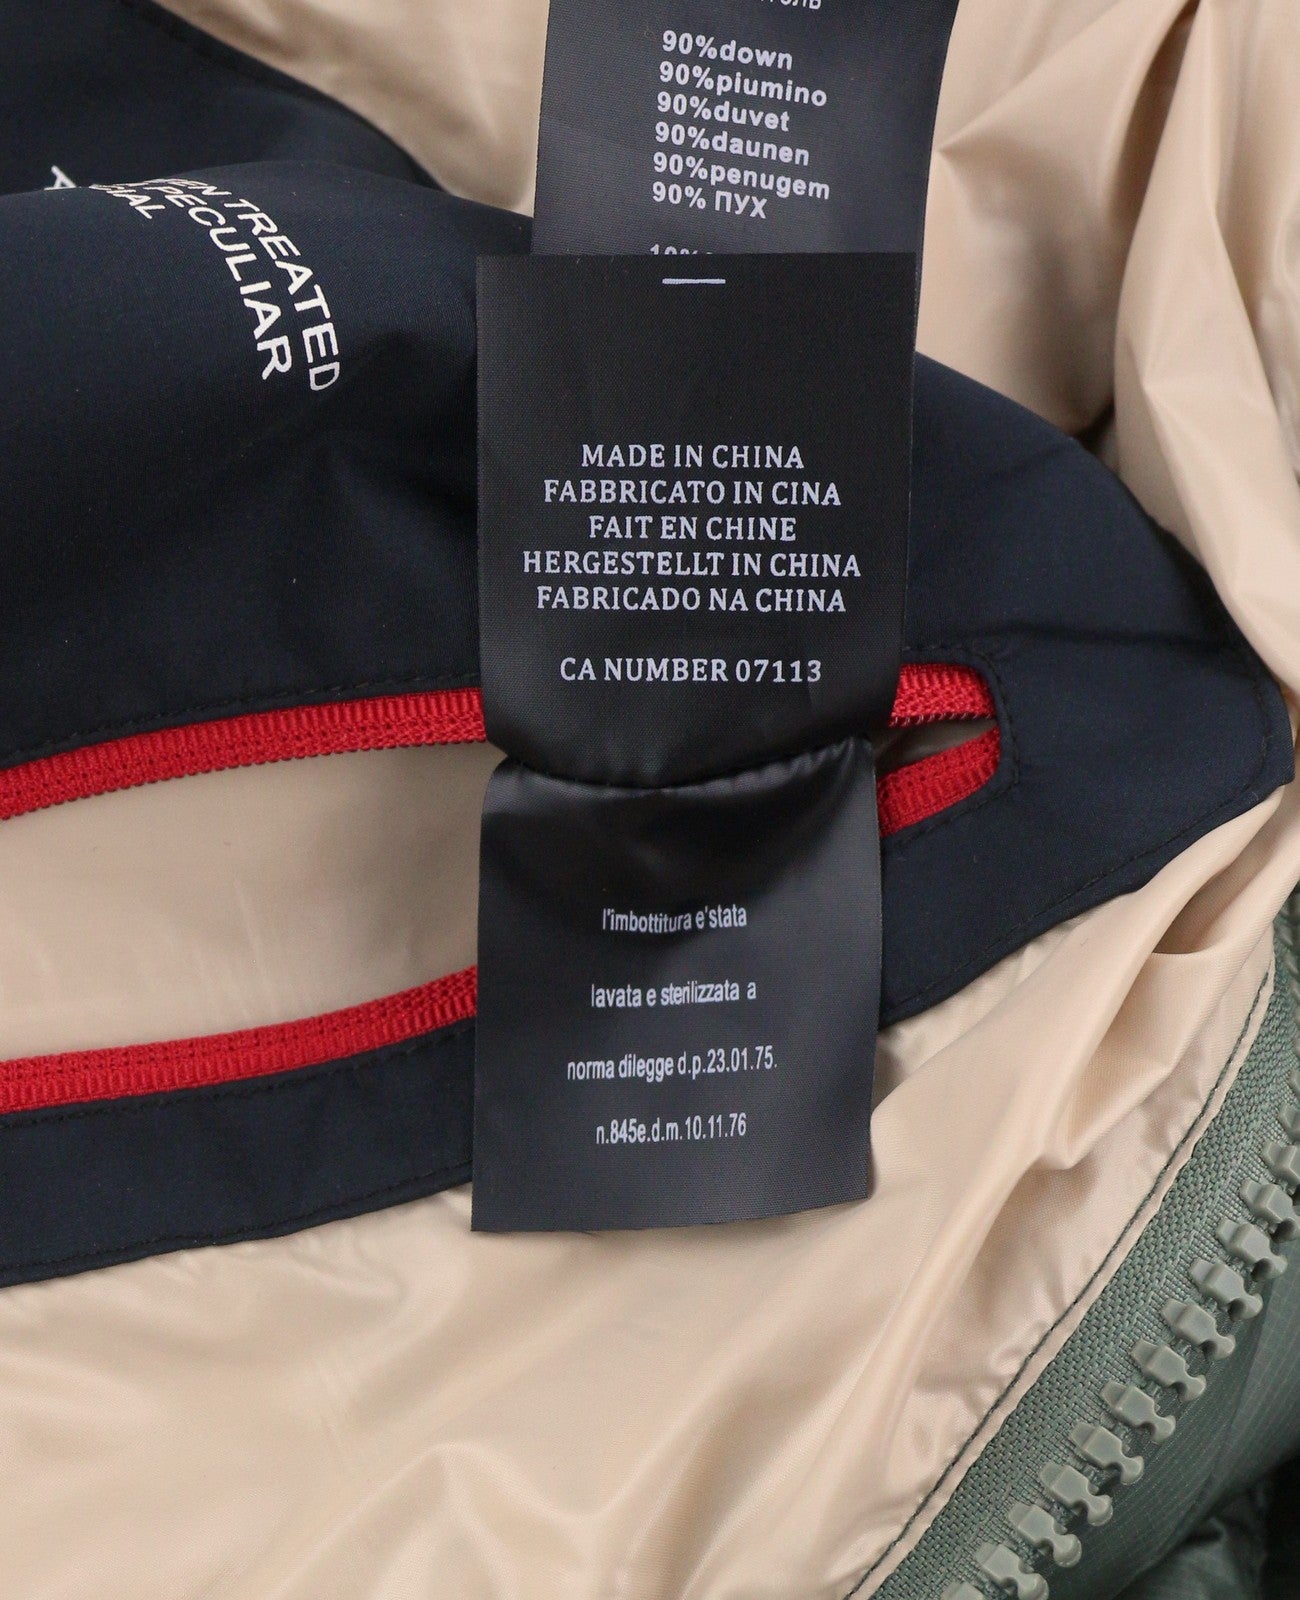 90%down
90%piumino
90%duvet
90%daunen
90%penugem
90% ПУХ
TREATED
PECULIAR
MADE IN CHINA
FABBRICATO IN CINA
FAIT EN CHINE
HERGESTELLT IN CHINA
FABRICADO NA CHINA
CA NUMBER 07113
l'imbottitura e'stata
lavata e sterilizzata a
norma dilegge d.p.23.01.75.
n.845e.d.m.10.11.76